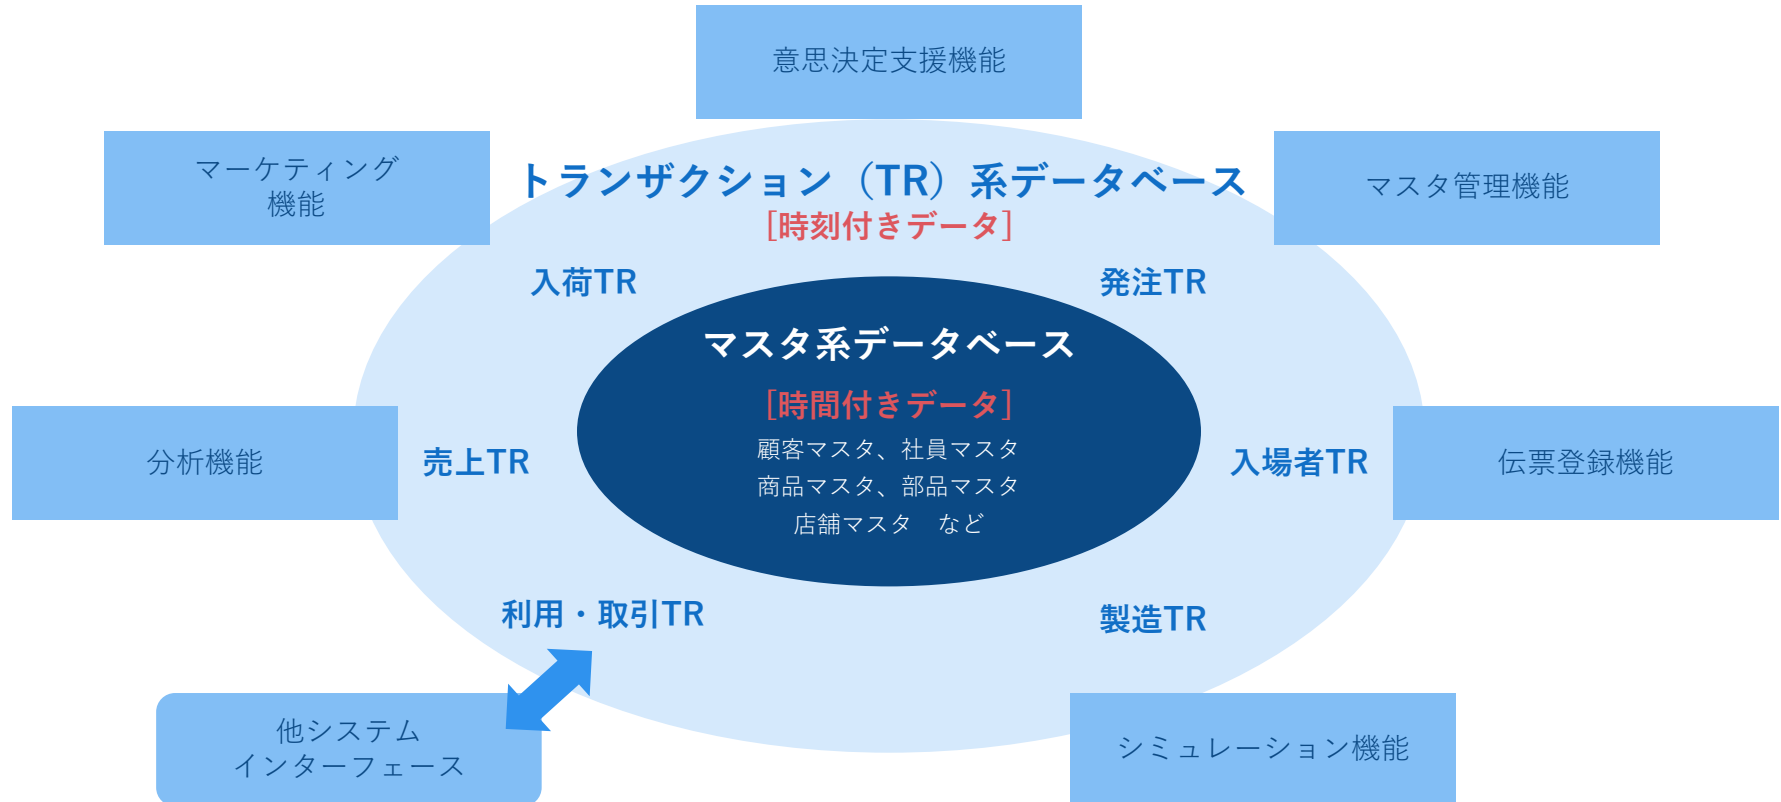 意思決定支援機能
マーケティング
機能
トランザクション（TR）系データベース
マスタ管理機能
[時刻付きデータ]
入荷TR
発注TR
マスタ系データベース
[時間付きデータ]
顧客マスタ、社員マスタ
商品マスタ、部品マスタ
店舗マスタ　など
分析機能
売上TR
入場者TR
伝票登録機能
利用・取引TR
製造TR
他システム
インターフェース
シミュレーション機能